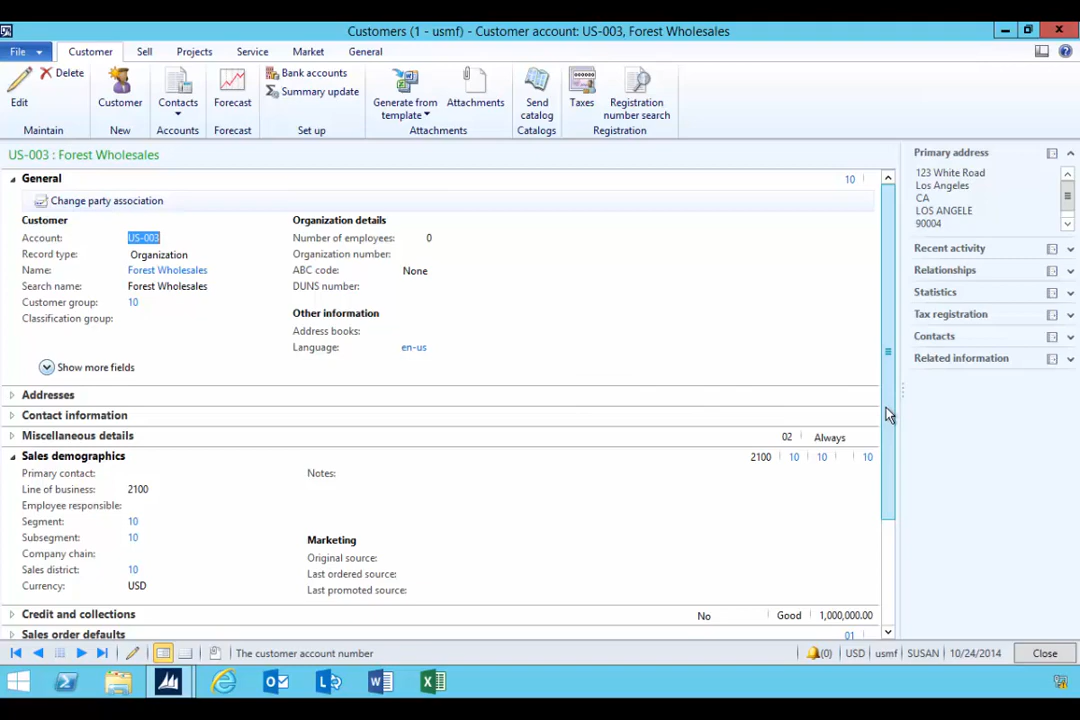 Customers (1 - usmf) - Customer account: US-003, Forest Wholesales
File Customer Sell Projects Service Market General
Edit
Delete
Maintain
Customer
New
Contacts
Accounts
Forecast
Forecast
Bank accounts
Summary update
Set up
Generate from
template
Attachments
Attachments
Send
catalog
Catalogs
Taxes
Registration
number search
Registration
US-003 : Forest Wholesales
General 10
Change party association
Customer
Account: US-003
Record type: Organization
Name: Forest Wholesales
Search name: Forest Wholesales
Customer group: 10
Classification group:
Organization details
Number of employees: 0
Organization number:
ABC code: None
DUNS number:
Other information
Address books:
Language: en-us
Show more fields
Addresses
Contact information
Miscellaneous details 02 Always
Sales demographics 2100 10 10 10
Primary contact:
Line of business: 2100
Employee responsible:
Segment: 10
Subsegment: 10
Company chain:
Sales district: 10
Currency: USD
Notes:
Marketing
Original source:
Last ordered source:
Last promoted source:
Credit and collections No Good 1,000,000.00
Sales order defaults 01
Primary address
123 White Road
Los Angeles
CA
LOS ANGELE
90004
Recent activity
Relationships
Statistics
Tax registration
Contacts
Related information
The customer account number (0) USD usmf SUSAN 10/24/2014 Close